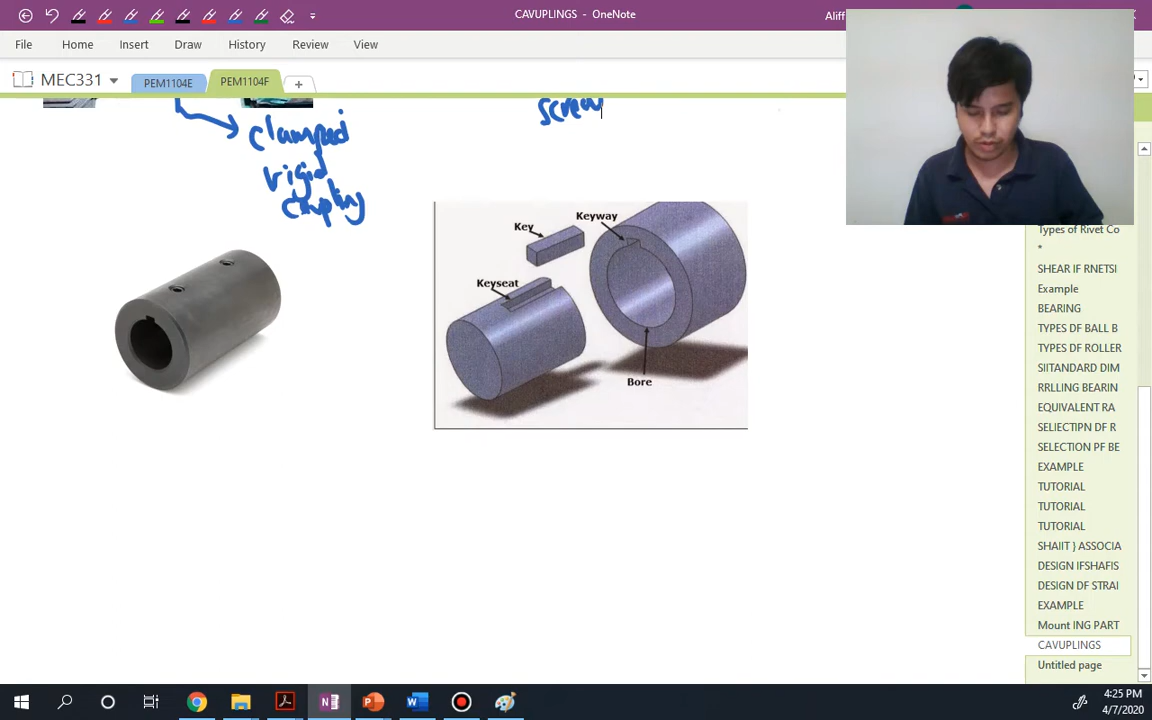 CAVUPLINGS - OneNote
Aliff
File Home Insert Draw History Review View
MEC331
PEM1104E
PEM1104F
screw
clamped
rigid
coupling
Keyway
Key
Keyseat
Bore
Types of Rivet Co
*
SHEAR IF RNETSI
Example
BEARING
TYPES DF BALL B
TYPES DF ROLLER
SIITANDARD DIM
RRLLING BEARIN
EQUIVALENT RA
SELIECTIPN DF R
SELECTION PF BE
EXAMPLE
TUTORIAL
TUTORIAL
TUTORIAL
SHAIIT } ASSOCIA
DESIGN IFSHAFIS
DESIGN DF STRAI
EXAMPLE
Mount ING PART
CAVUPLINGS
Untitled page
4:25 PM
4/7/2020